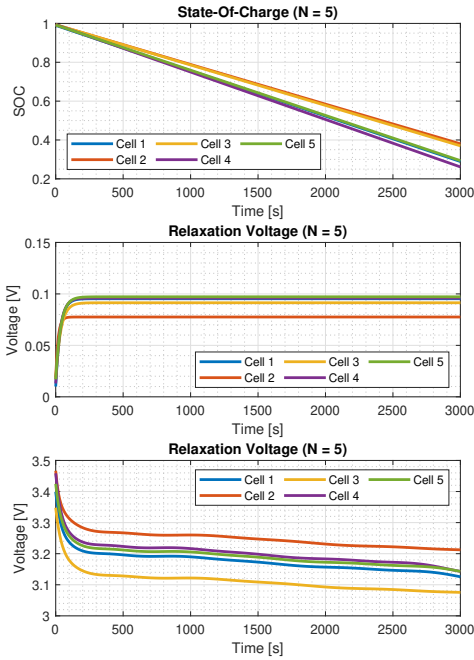 State-Of-Charge (N = 5)
1
0.8
0.6
0.4
0.2
SOC
Cell 1 Cell 3 Cell 5
Cell 2 Cell 4
0 500 1000 1500 2000 2500 3000
Time [s]
Relaxation Voltage (N = 5)
0.15
0.1
0.05
0
Voltage [V]
Cell 1 Cell 3 Cell 5
Cell 2 Cell 4
0 500 1000 1500 2000 2500 3000
Time [s]
Relaxation Voltage (N = 5)
3.5
3.4
3.3
3.2
3.1
3
Voltage [V]
Cell 1 Cell 3 Cell 5
Cell 2 Cell 4
0 500 1000 1500 2000 2500 3000
Time [s]